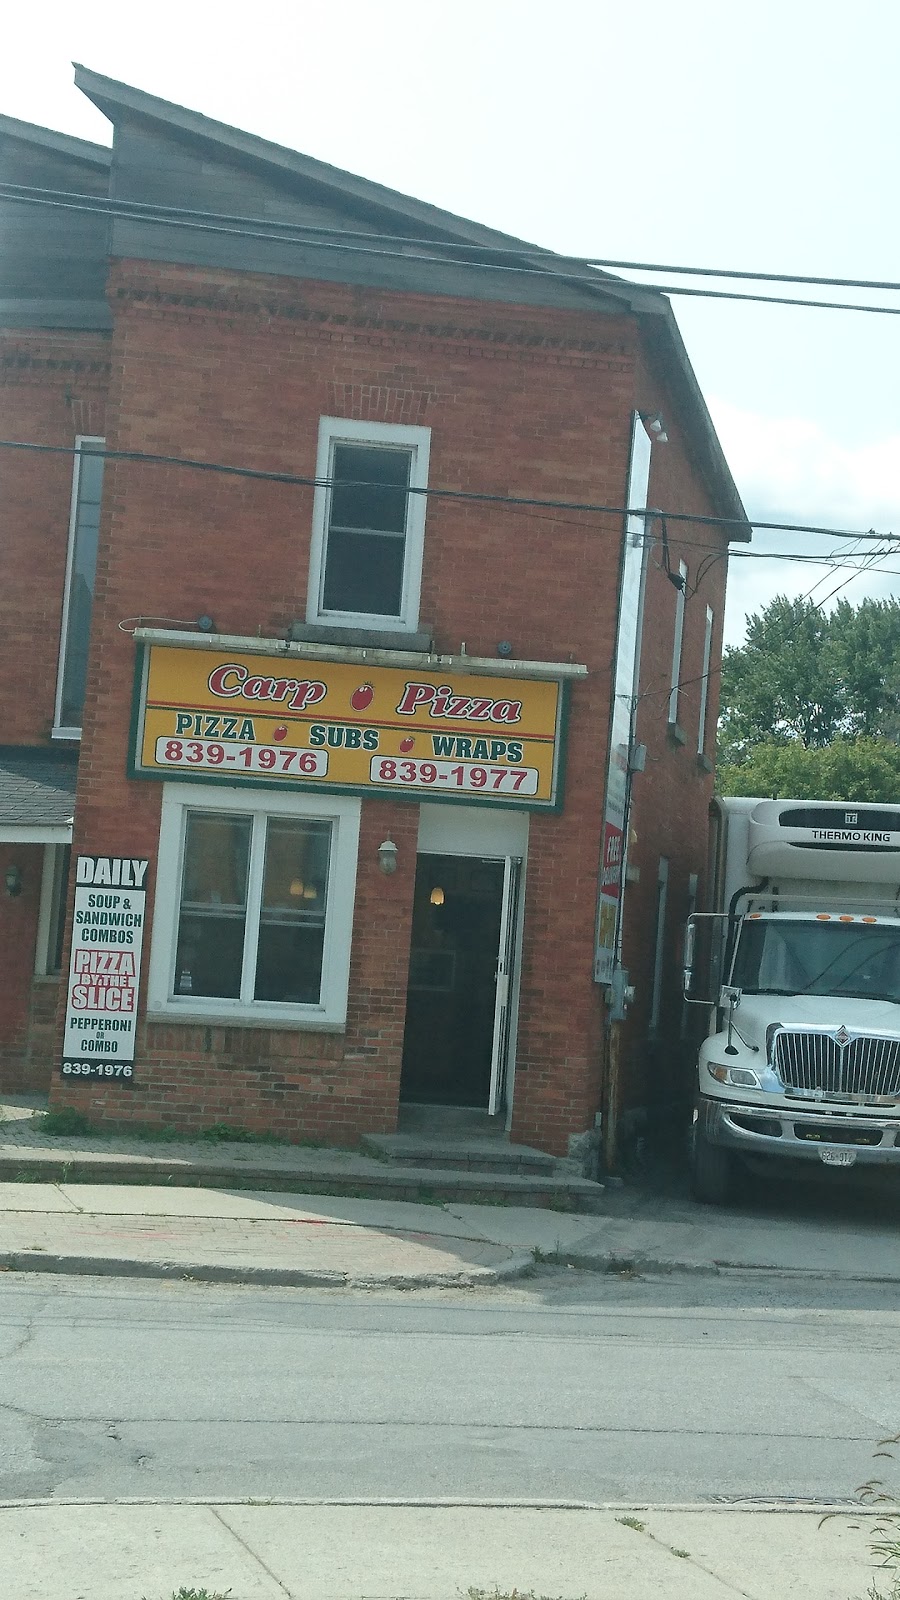 Carp Pizza
PIZZA SUBS WRAPS
839-1976 839-1977
DAILY
SOUP &
SANDWICH
COMBOS
PIZZA
BY THE
SLICE
PEPPERONI
OR
COMBO
839-1976
FREE
THERMO KING